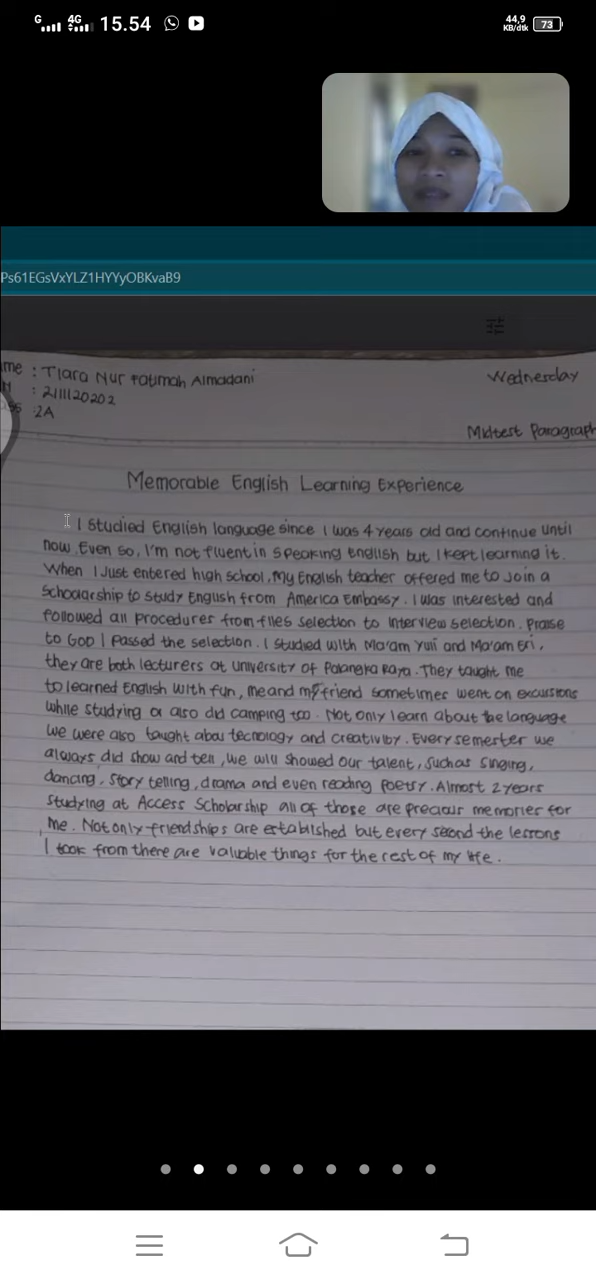 G 4G 15.54 44,9 KB/dtk 73
Ps61EGsVxYLZ1HYYyOBKvaB9
me : Tiara Nur Fatimah Almadani Wednesday
: 2111120202
ss 2A
Midtest Paragraph
Memorable English Learning Experience
I studied English language since I was 4 years old and continue until
now. Even so, I'm not fluent in speaking English but I kept learning it.
When I Just entered high school, My English teacher offered me to Join a
Scholarship to study English from America Embassy. I was interested and
followed all procedures from files selection to interview selection. Praise
to God I Passed the selection. I studied with Ma'am Yuli and Ma'am Eri,
they are both lecturers at university of Palangka Raya. They taught me
to learned English with fun, me and my friend sometimes went on excursions
while studying or also did camping too. Not only learn about the language
we were also taught abou tecnology and creativity. Every semester we
always did show and tell, we will showed our talent, suchas singing,
dancing, story telling, drama and even reading poetry. Almost 2 years
studying at Access Scholarship all of those are precious memories for
me. Not only friendships are established but every second the lessons
I took from there are valuable things for the rest of my life.